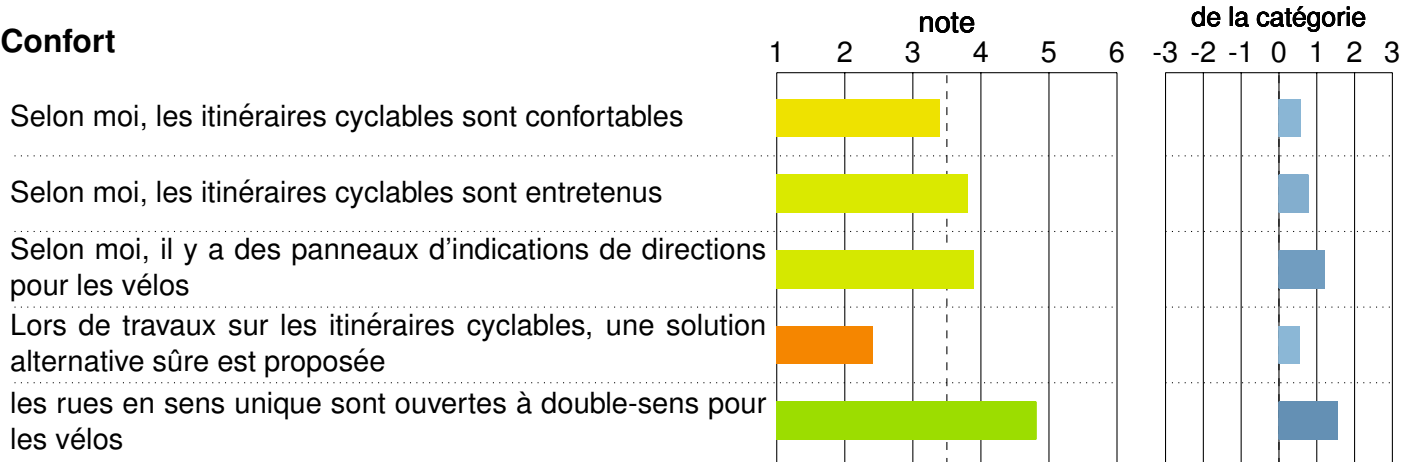 note
de la catégorie
Confort
1 2 3 4 5 6
-3 -2 -1 0 1 2 3
Selon moi, les itinéraires cyclables sont confortables
Selon moi, les itinéraires cyclables sont entretenus
Selon moi, il y a des panneaux d'indications de directions
pour les vélos
Lors de travaux sur les itinéraires cyclables, une solution
alternative sûre est proposée
les rues en sens unique sont ouvertes à double-sens pour
les vélos